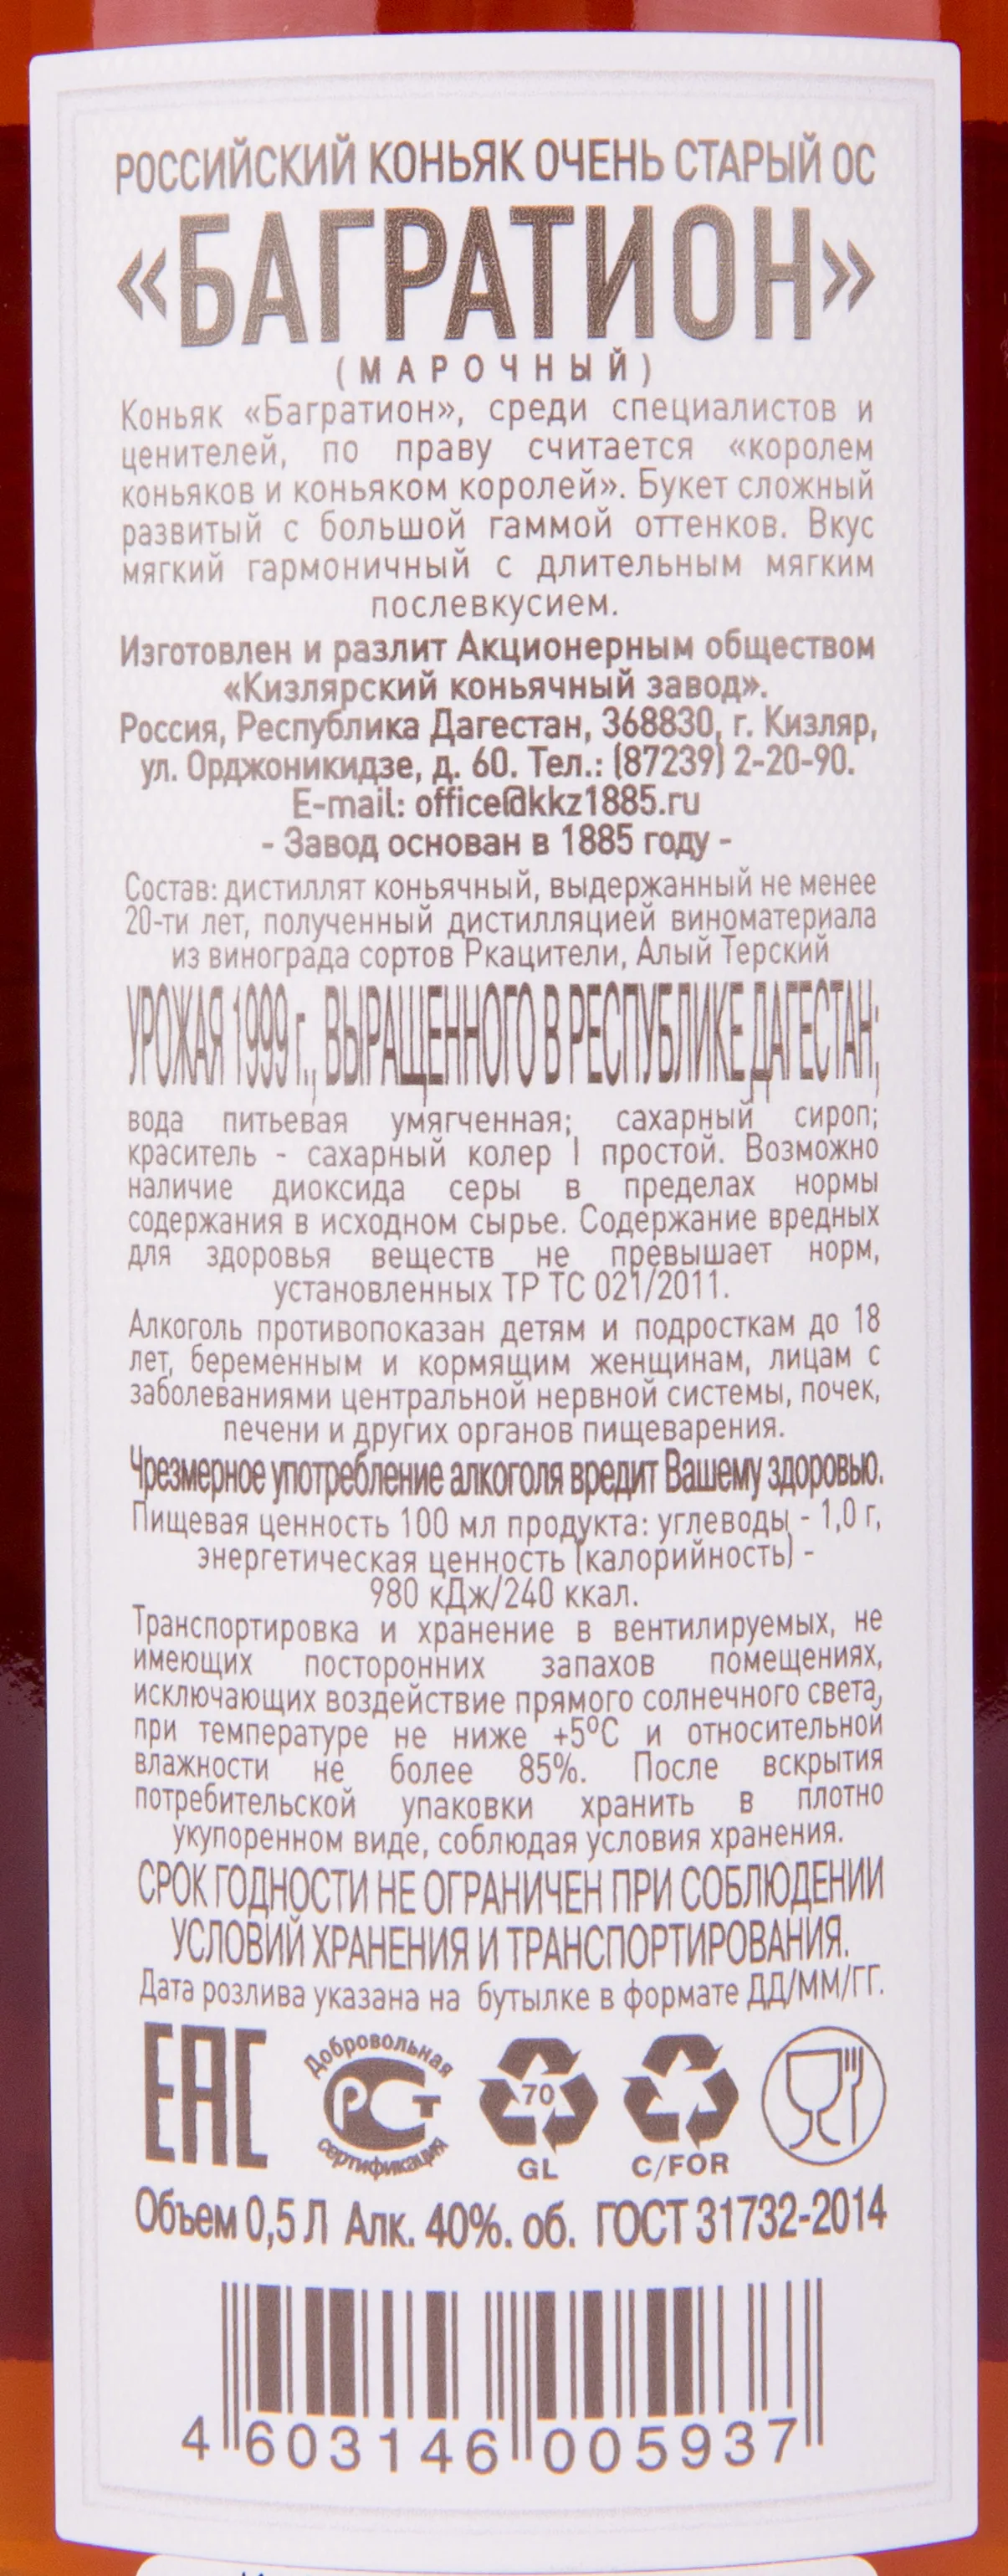 РОССИЙСКИЙ КОНЬЯК ОЧЕНЬ СТАРЫЙ ОС
«БАГРАТИОН»
(МАРОЧНЫЙ)
Коньяк «Багратион», среди специалистов и
ценителей, по праву считается «королем
коньяков и коньяком королей». Букет сложный
развитый с большой гаммой оттенков. Вкус
мягкий гармоничный с длительным мягким
послевкусием.
Изготовлен и разлит Акционерным обществом
«Кизлярский коньячный завод».
Россия, Республика Дагестан, 368830, г. Кизляр,
ул. Орджоникидзе, д. 60. Тел.: (87239) 2-20-90.
E-mail: office@kkz1885.ru
- Завод основан в 1885 году -
Состав: дистиллят коньячный, выдержанный не менее
20-ти лет, полученный дистилляцией виноматериала
из винограда сортов Ркацители, Алый Терский
УРОЖАЯ 1999 г., ВЫРАЩЕННОГО В РЕСПУБЛИКЕ ДАГЕСТАН;
вода питьевая умягченная; сахарный сироп;
краситель - сахарный колер I простой. Возможно
наличие диоксида серы в пределах нормы
содержания в исходном сырье. Содержание вредных
для здоровья веществ не превышает норм,
установленных ТР ТС 021/2011.
Алкоголь противопоказан детям и подросткам до 18
лет, беременным и кормящим женщинам, лицам с
заболеваниями центральной нервной системы, почек,
печени и других органов пищеварения.
Чрезмерное употребление алкоголя вредит Вашему здоровью.
Пищевая ценность 100 мл продукта: углеводы - 1,0 г,
энергетическая ценность (калорийность) -
980 кДж/240 ккал.
Транспортировка и хранение в вентилируемых, не
имеющих посторонних запахов помещениях,
исключающих воздействие прямого солнечного света,
при температуре не ниже +5°С и относительной
влажности не более 85%. После вскрытия
потребительской упаковки хранить в плотно
укупоренном виде, соблюдая условия хранения.
СРОК ГОДНОСТИ НЕ ОГРАНИЧЕН ПРИ СОБЛЮДЕНИИ
УСЛОВИЙ ХРАНЕНИЯ И ТРАНСПОРТИРОВАНИЯ.
Дата розлива указана на бутылке в формате ДД/ММ/ГГ.
ЕАС
Добровольная
РСТ
сертификация
70
GL
C/FOR
Объем 0,5 Л Алк. 40%. об. ГОСТ 31732-2014
4 603146 005937